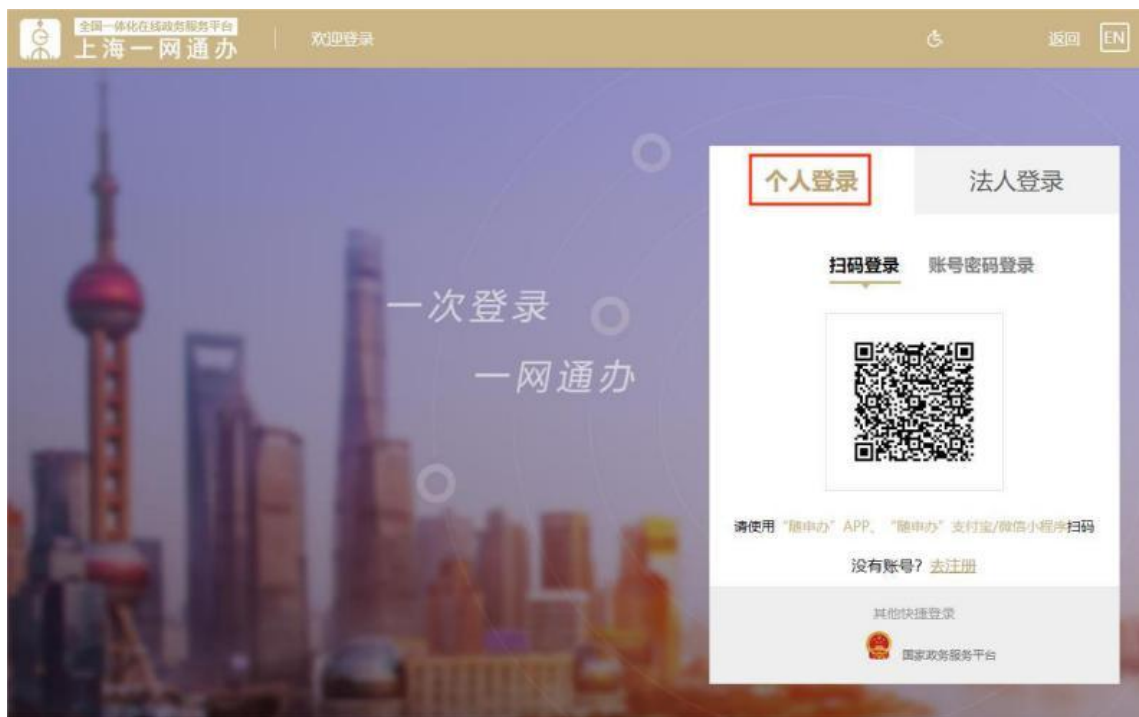 全国一体化在线政务服务平台
上海一网通办
欢迎登录
返回
EN
个人登录
法人登录
一次登录
一网通办
扫码登录
账号密码登录
请使用“随申办”APP、“随申办”支付宝/微信小程序扫码
没有账号？去注册
其他快捷登录
国家政务服务平台